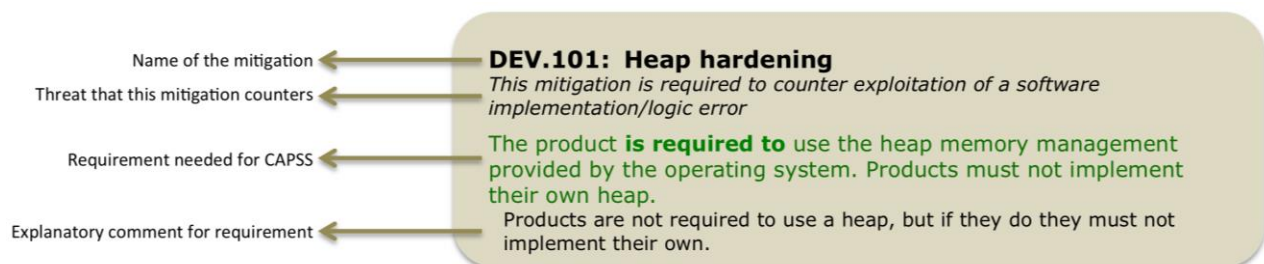 Name of the mitigation
DEV.101: Heap hardening
Threat that this mitigation counters
This mitigation is required to counter exploitation of a software
implementation/logic error
Requirement needed for CAPSS
The product is required to use the heap memory management
provided by the operating system. Products must not implement
their own heap.
Explanatory comment for requirement
Products are not required to use a heap, but if they do they must not
implement their own.